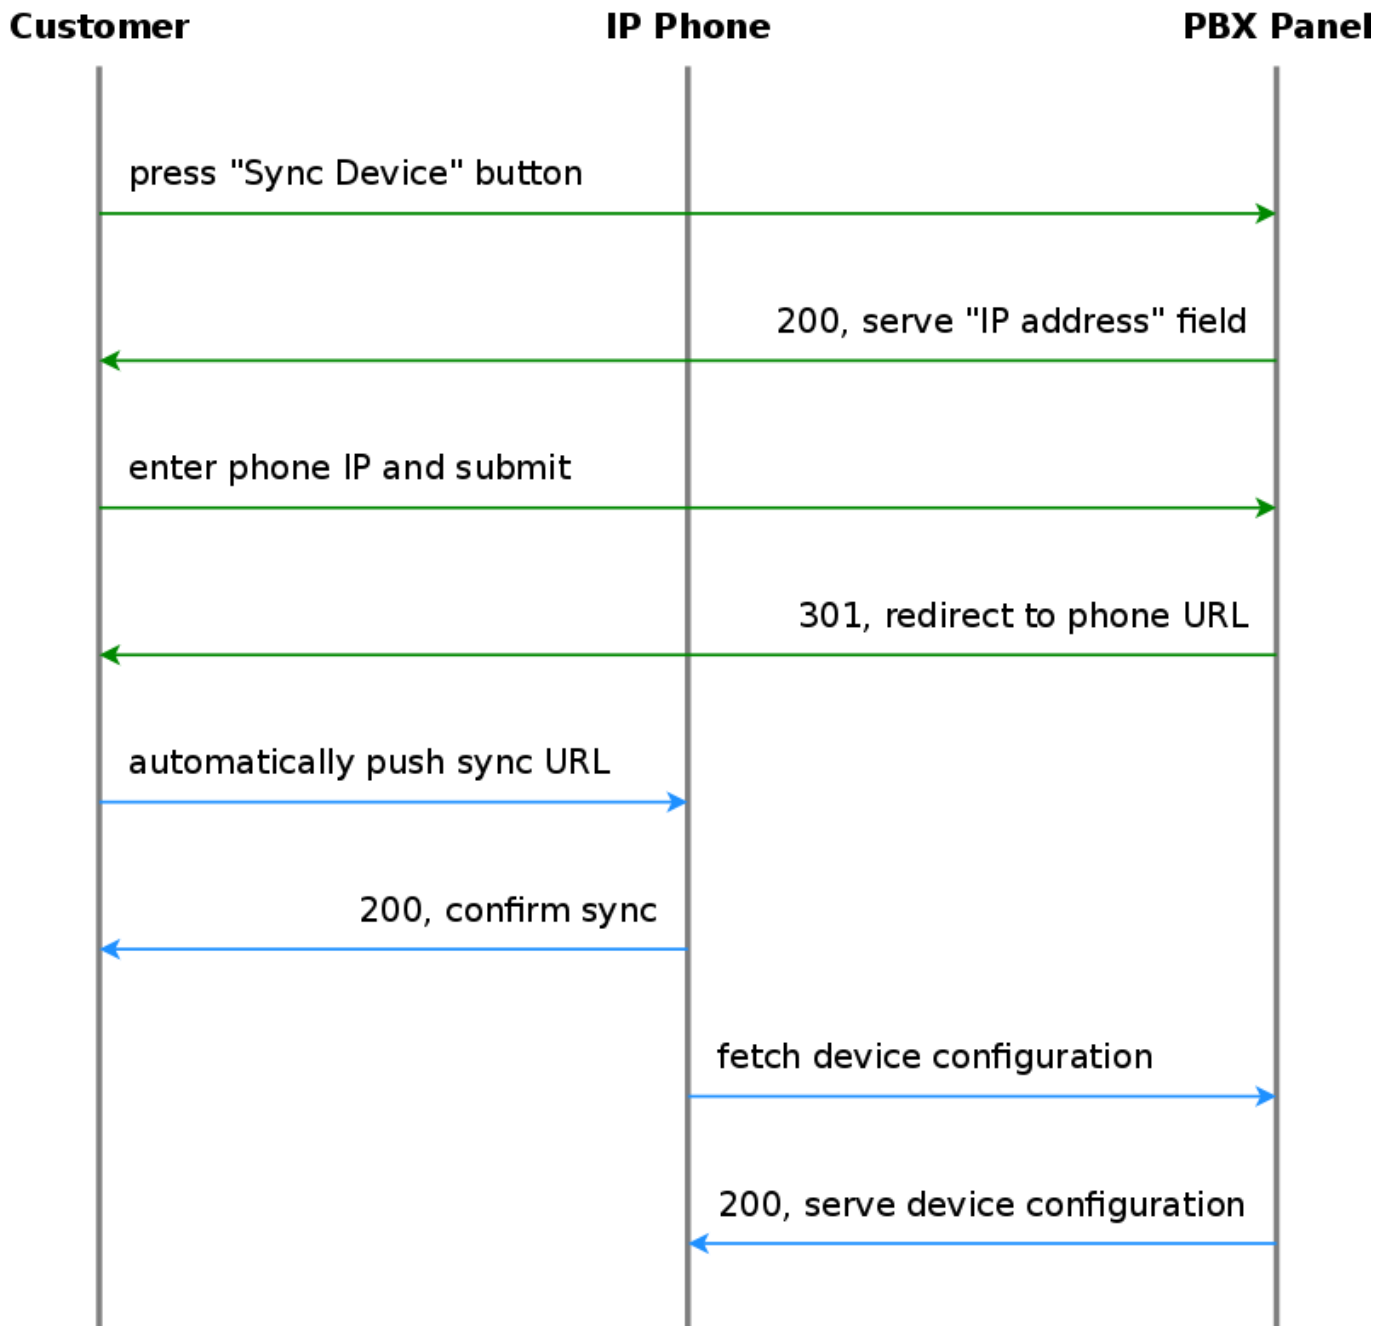 Customer IP Phone PBX Panel
press "Sync Device" button
200, serve "IP address" field
enter phone IP and submit
301, redirect to phone URL
automatically push sync URL
200, confirm sync
fetch device configuration
200, serve device configuration